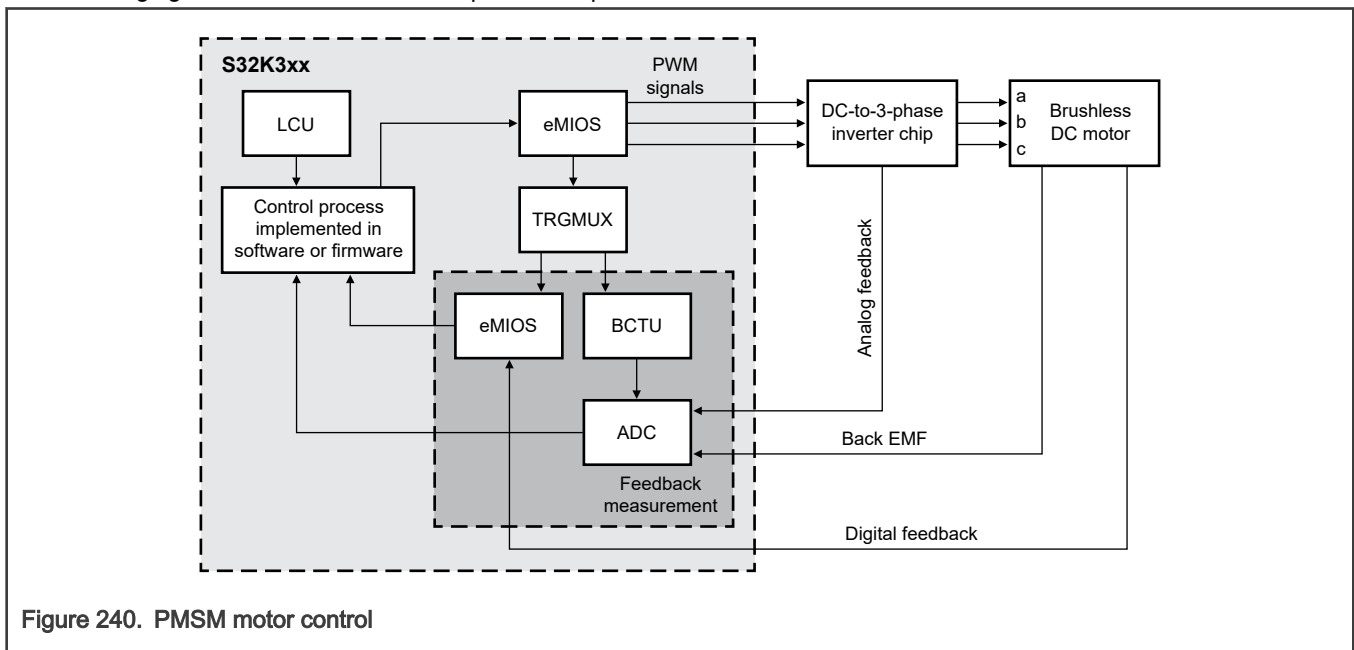 S32K3xx
PWM
signals
LCU
eMIOS
DC-to-3-phase
inverter chip
a
b
c
Brushless
DC motor
Control process
implemented in
software or firmware
TRGMUX
Analog feedback
eMIOS
BCTU
ADC
Back EMF
Feedback
measurement
Digital feedback
Figure 240. PMSM motor control